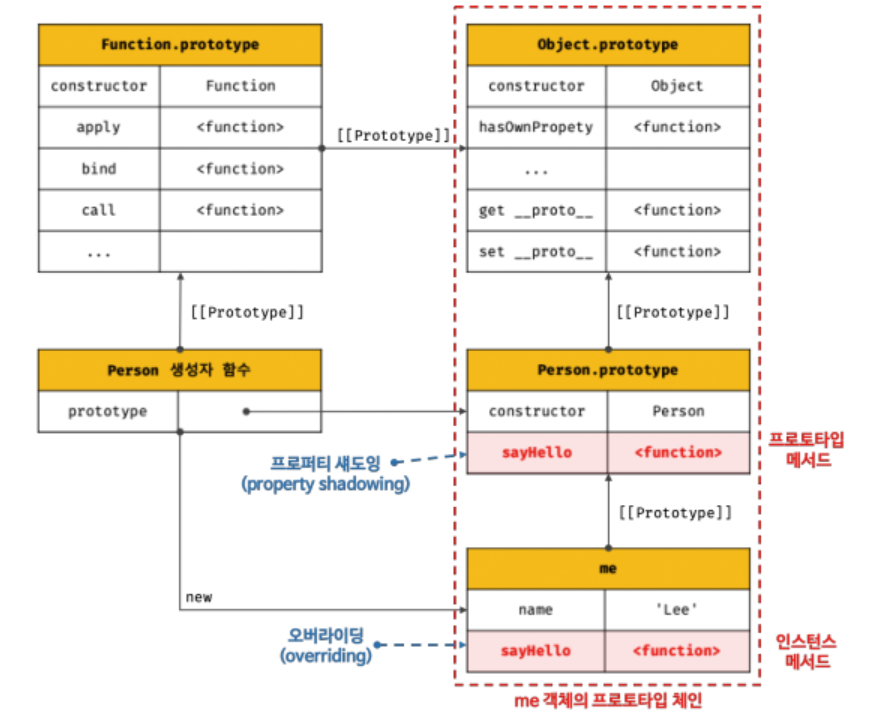 Function.prototype
constructor Function
apply <function>
bind <function>
call <function>
...
[[Prototype]]
Object.prototype
constructor Object
hasOwnPropety <function>
...
get __proto__ <function>
set __proto__ <function>
[[Prototype]]
[[Prototype]]
Person 생성자 함수
prototype
Person.prototype
constructor Person
sayHello <function>
프로토타입
메서드
프로퍼티 섀도잉
(property shadowing)
[[Prototype]]
new
me
name 'Lee'
sayHello <function>
오버라이딩
(overriding)
인스턴스
메서드
me 객체의 프로토타입 체인